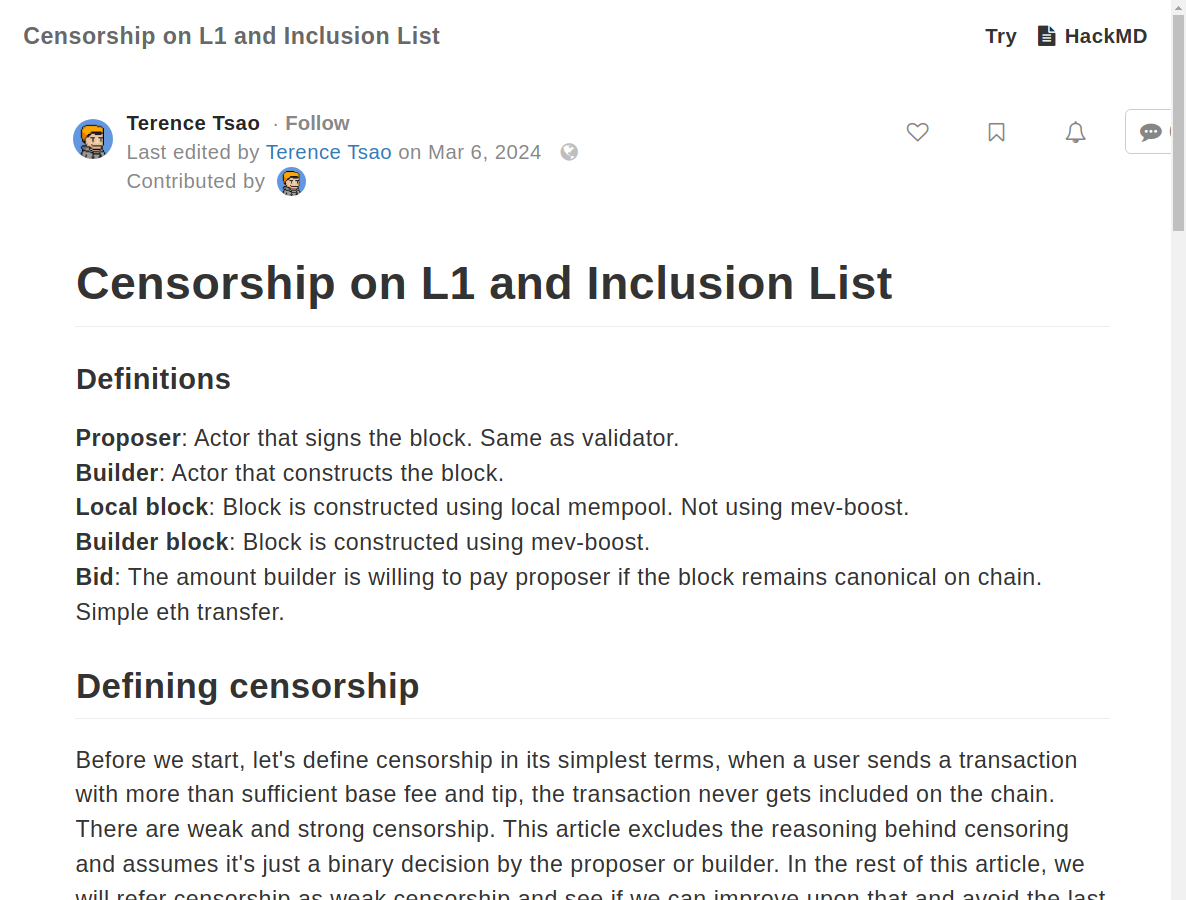 Censorship on L1 and Inclusion List
Try HackMD
Terence Tsao · Follow
Last edited by Terence Tsao on Mar 6, 2024
Contributed by
Censorship on L1 and Inclusion List
Definitions
Proposer: Actor that signs the block. Same as validator.
Builder: Actor that constructs the block.
Local block: Block is constructed using local mempool. Not using mev-boost.
Builder block: Block is constructed using mev-boost.
Bid: The amount builder is willing to pay proposer if the block remains canonical on chain.
Simple eth transfer.
Defining censorship
Before we start, let's define censorship in its simplest terms, when a user sends a transaction
with more than sufficient base fee and tip, the transaction never gets included on the chain.
There are weak and strong censorship. This article excludes the reasoning behind censoring
and assumes it's just a binary decision by the proposer or builder. In the rest of this article, we
will refer censorship as weak censorship and see if we can improve upon that and avoid the last